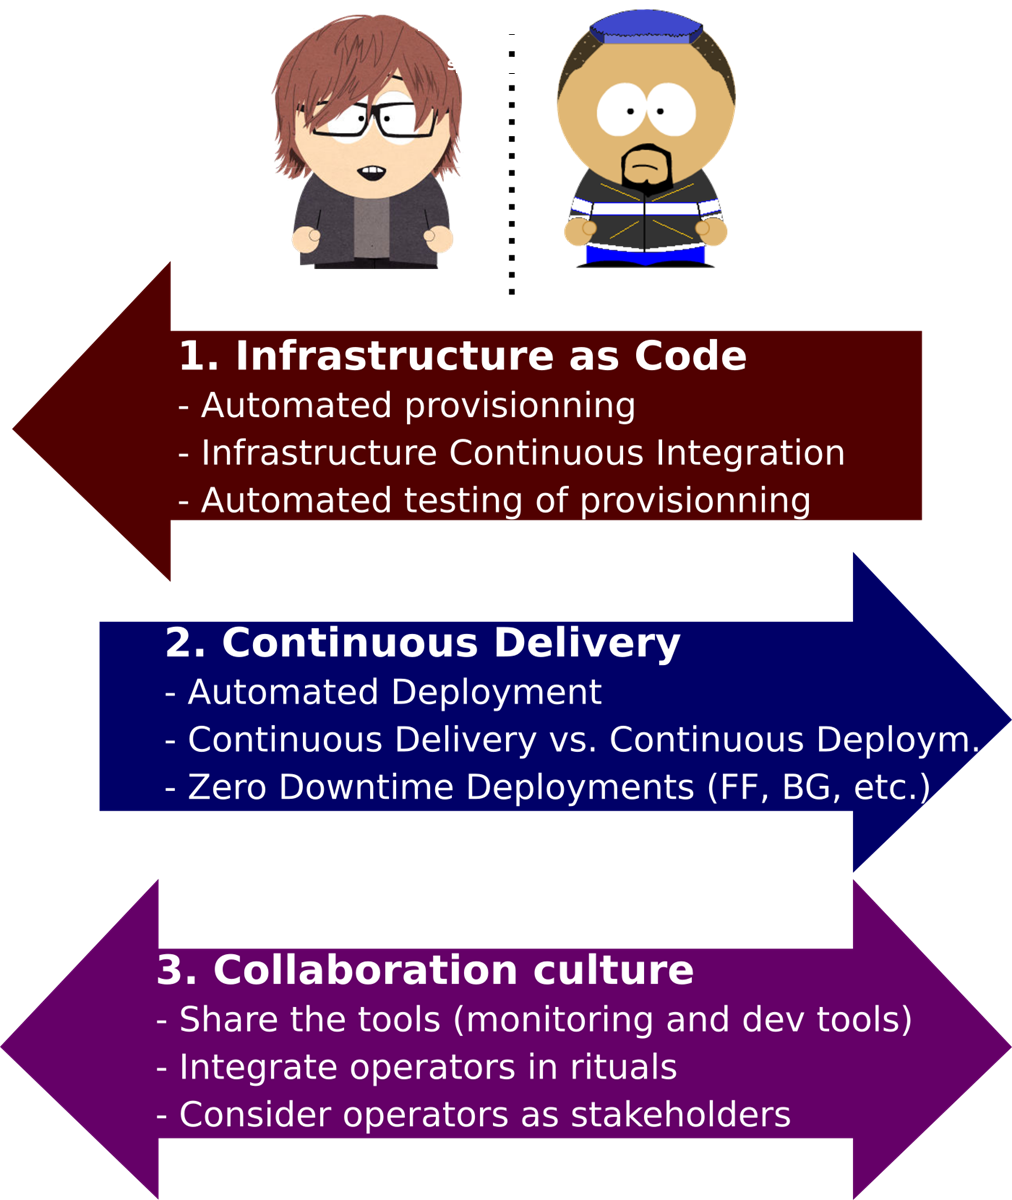 1. Infrastructure as Code
- Automated provisionning
- Infrastructure Continuous Integration
- Automated testing of provisionning
2. Continuous Delivery
- Automated Deployment
- Continuous Delivery vs. Continuous Deploym.
- Zero Downtime Deployments (FF, BG, etc.)
3. Collaboration culture
- Share the tools (monitoring and dev tools)
- Integrate operators in rituals
- Consider operators as stakeholders